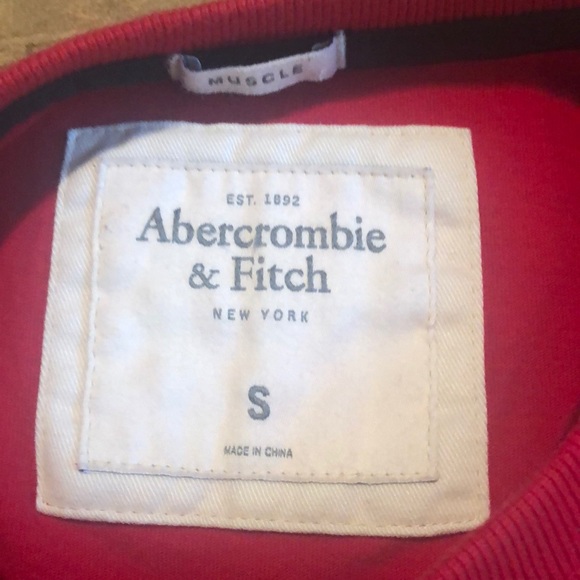 MUSCLE
EST. 1892
Abercrombie
& Fitch
NEW YORK
S
MADE IN CHINA